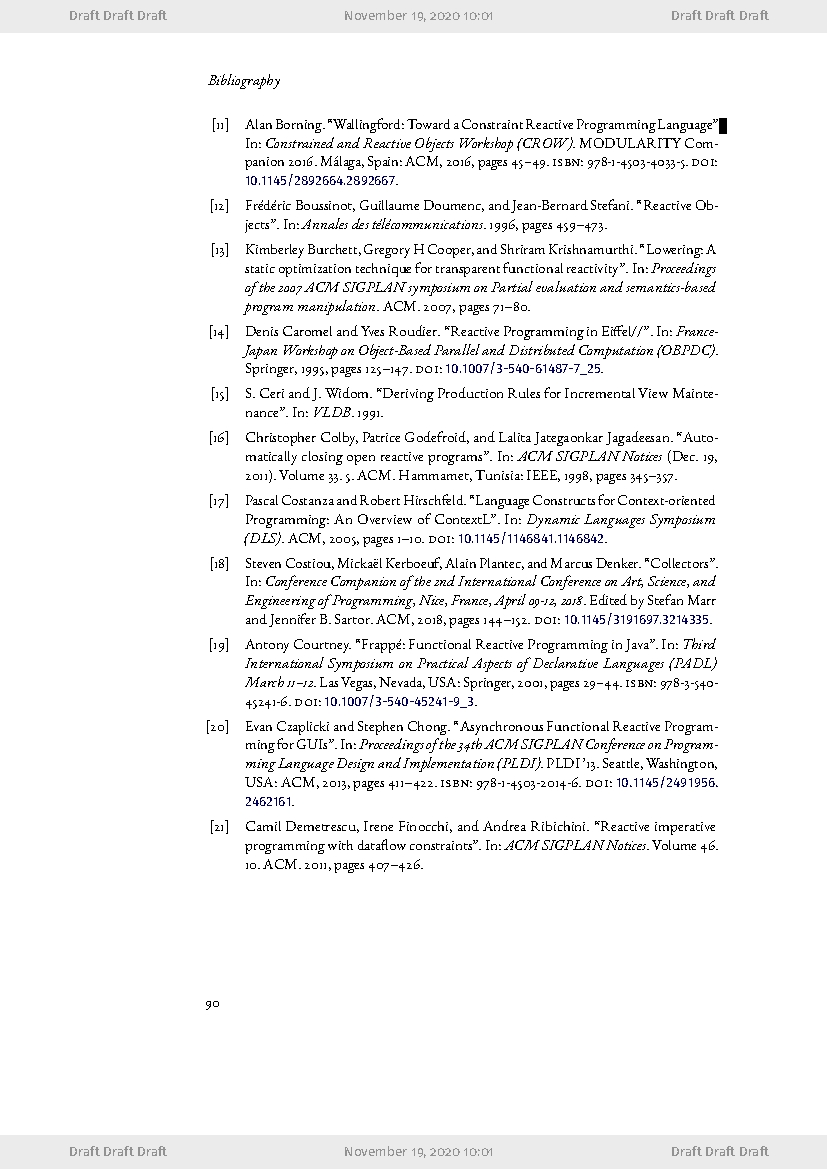 Draft Draft Draft November 19, 2020 10:01 Draft Draft Draft
Bibliography
[11] Alan Borning. “Wallingford: Toward a Constraint Reactive Programming Language”
In: Constrained and Reactive Objects Workshop (CROW). MODULARITY Com-
panion 2016. Málaga, Spain: ACM, 2016, pages 45–49. ISBN: 978-1-4503-4033-5. DOI:
10.1145/2892664.2892667.
[12] Frédéric Boussinot, Guillaume Doumenc, and Jean-Bernard Stefani. “Reactive Ob-
jects”. In: Annales des télécommunications. 1996, pages 459–473.
[13] Kimberley Burchett, Gregory H Cooper, and Shriram Krishnamurthi. “Lowering: A
static optimization technique for transparent functional reactivity”. In: Proceedings
of the 2007 ACM SIGPLAN symposium on Partial evaluation and semantics-based
program manipulation. ACM. 2007, pages 71–80.
[14] Denis Caromel and Yves Roudier. “Reactive Programming in Eiffel//”. In: France-
Japan Workshop on Object-Based Parallel and Distributed Computation (OBPDC).
Springer, 1995, pages 125–147. DOI: 10.1007/3-540-61487-7_25.
[15] S. Ceri and J. Widom. “Deriving Production Rules for Incremental View Mainte-
nance”. In: VLDB. 1991.
[16] Christopher Colby, Patrice Godefroid, and Lalita Jategaonkar Jagadeesan. “Auto-
matically closing open reactive programs”. In: ACM SIGPLAN Notices (Dec. 19,
2011). Volume 33. 5. ACM. Hammamet, Tunisia: IEEE, 1998, pages 345–357.
[17] Pascal Costanza and Robert Hirschfeld. “Language Constructs for Context-oriented
Programming: An Overview of ContextL”. In: Dynamic Languages Symposium
(DLS). ACM, 2005, pages 1–10. DOI: 10.1145/1146841.1146842.
[18] Steven Costiou, Mickaël Kerboeuf, Alain Plantec, and Marcus Denker. “Collectors”.
In: Conference Companion of the 2nd International Conference on Art, Science, and
Engineering of Programming, Nice, France, April 09-12, 2018. Edited by Stefan Marr
and Jennifer B. Sartor. ACM, 2018, pages 144–152. DOI: 10.1145/3191697.3214335.
[19] Antony Courtney. “Frappé: Functional Reactive Programming in Java”. In: Third
International Symposium on Practical Aspects of Declarative Languages (PADL)
March 11–12. Las Vegas, Nevada, USA: Springer, 2001, pages 29–44. ISBN: 978-3-540-
45241-6. DOI: 10.1007/3-540-45241-9_3.
[20] Evan Czaplicki and Stephen Chong. “Asynchronous Functional Reactive Program-
ming for GUIs”. In: Proceedings of the 34th ACM SIGPLAN Conference on Program-
ming Language Design and Implementation (PLDI). PLDI ’13. Seattle, Washington,
USA: ACM, 2013, pages 411–422. ISBN: 978-1-4503-2014-6. DOI: 10.1145/2491956.
2462161.
[21] Camil Demetrescu, Irene Finocchi, and Andrea Ribichini. “Reactive imperative
programming with dataflow constraints”. In: ACM SIGPLAN Notices. Volume 46.
10. ACM. 2011, pages 407–426.
90
Draft Draft Draft November 19, 2020 10:01 Draft Draft Draft